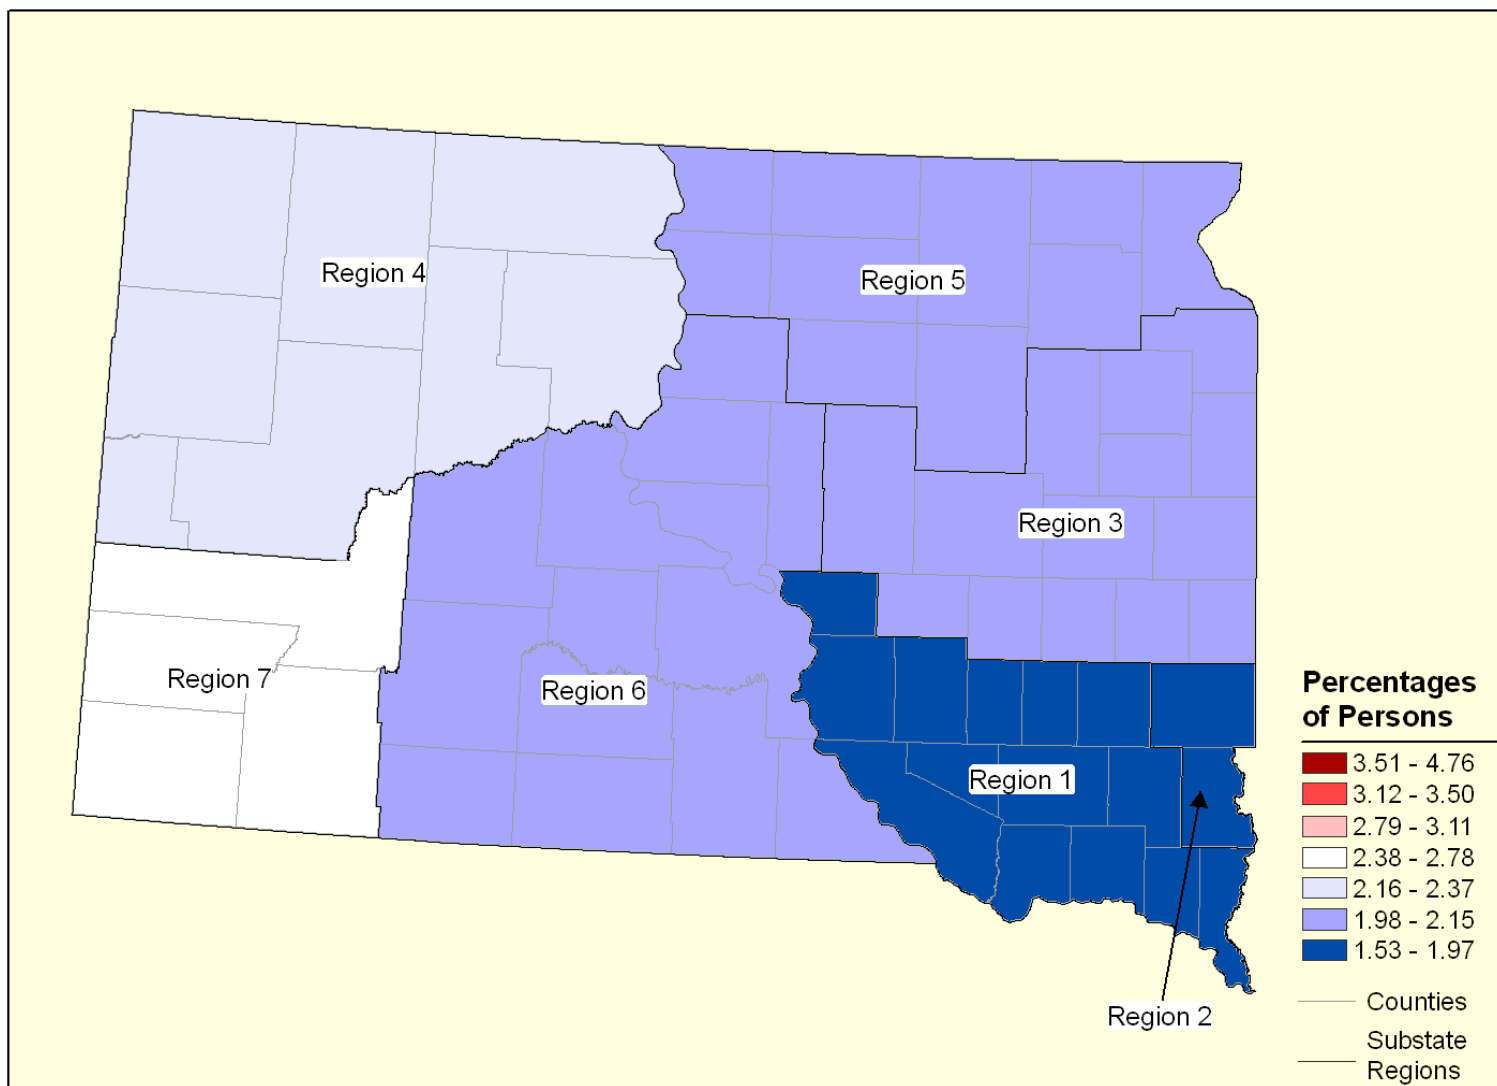 Region 4
Region 5
Region 3
Region 7
Region 6
Region 1
Region 2
Percentages
of Persons
3.51 - 4.76
3.12 - 3.50
2.79 - 3.11
2.38 - 2.78
2.16 - 2.37
1.98 - 2.15
1.53 - 1.97
Counties
Substate
Regions